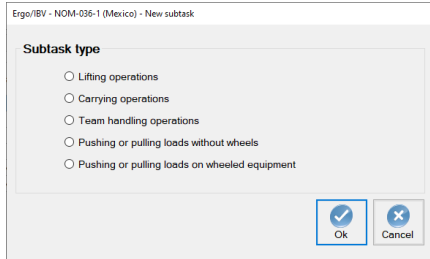 Ergo/IBV - NOM-036-1 (Mexico) - New subtask
Subtask type
Lifting operations
Carrying operations
Team handling operations
Pushing or pulling loads without wheels
Pushing or pulling loads on wheeled equipment
Ok
Cancel